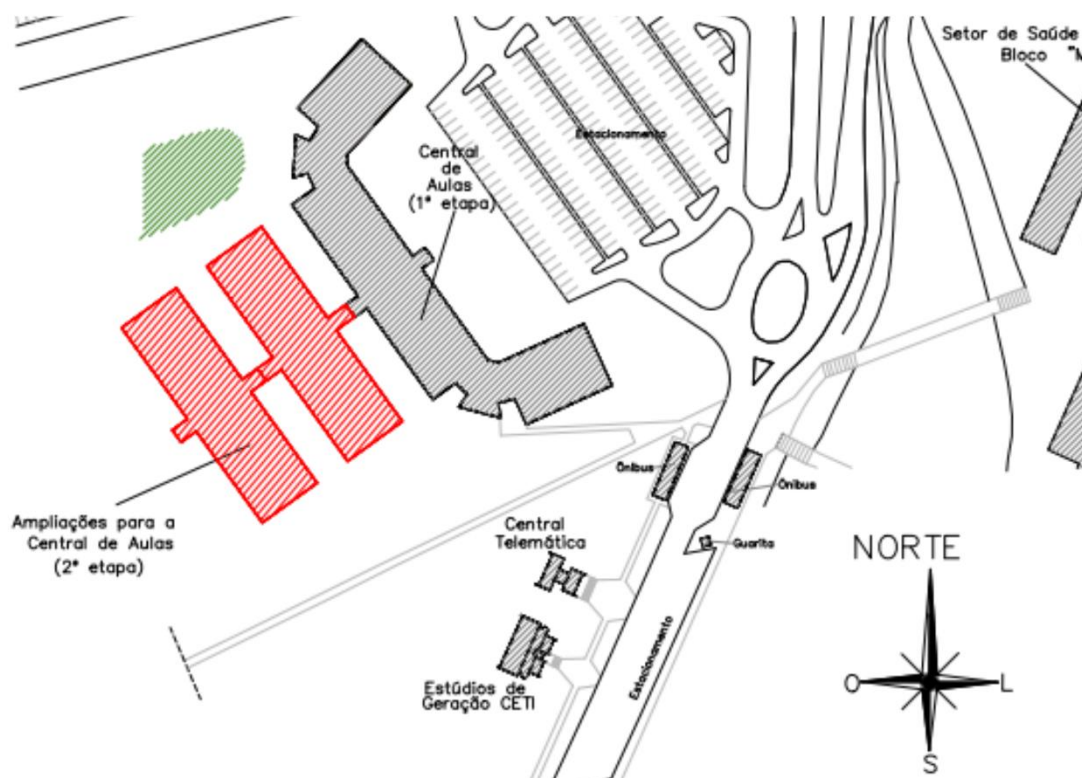 Setor de Saúde
Bloco "M
Estacionamento
Central
de
Aulas
(1ª etapa)
Ônibus
Ônibus
Ampliações para a
Central de Aulas
(2ª etapa)
Central
Telemática
Guarita
NORTE
Estacionamento
O
L
Estúdios de
Geração CETI
S